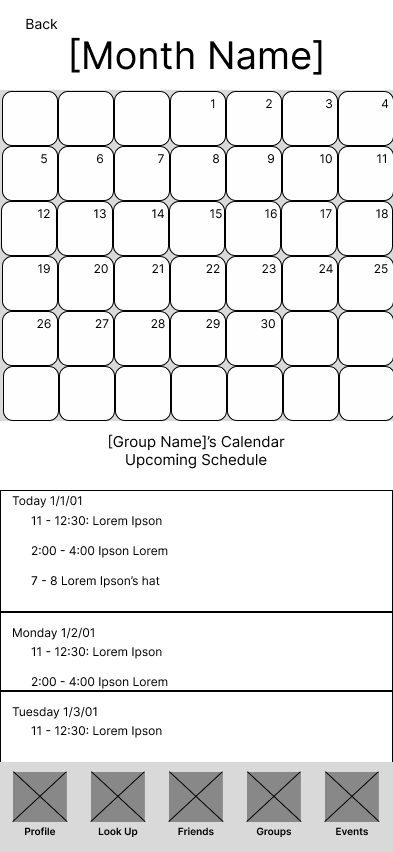 Back
[Month Name]
1 2 3 4
5 6 7 8 9 10 11
12 13 14 15 16 17 18
19 20 21 22 23 24 25
26 27 28 29 30
[Group Name]’s Calendar
Upcoming Schedule
Today 1/1/01
11 - 12:30: Lorem Ipson
2:00 - 4:00 Ipson Lorem
7 - 8 Lorem Ipson’s hat
Monday 1/2/01
11 - 12:30: Lorem Ipson
2:00 - 4:00 Ipson Lorem
Tuesday 1/3/01
11 - 12:30: Lorem Ipson
Profile Look Up Friends Groups Events